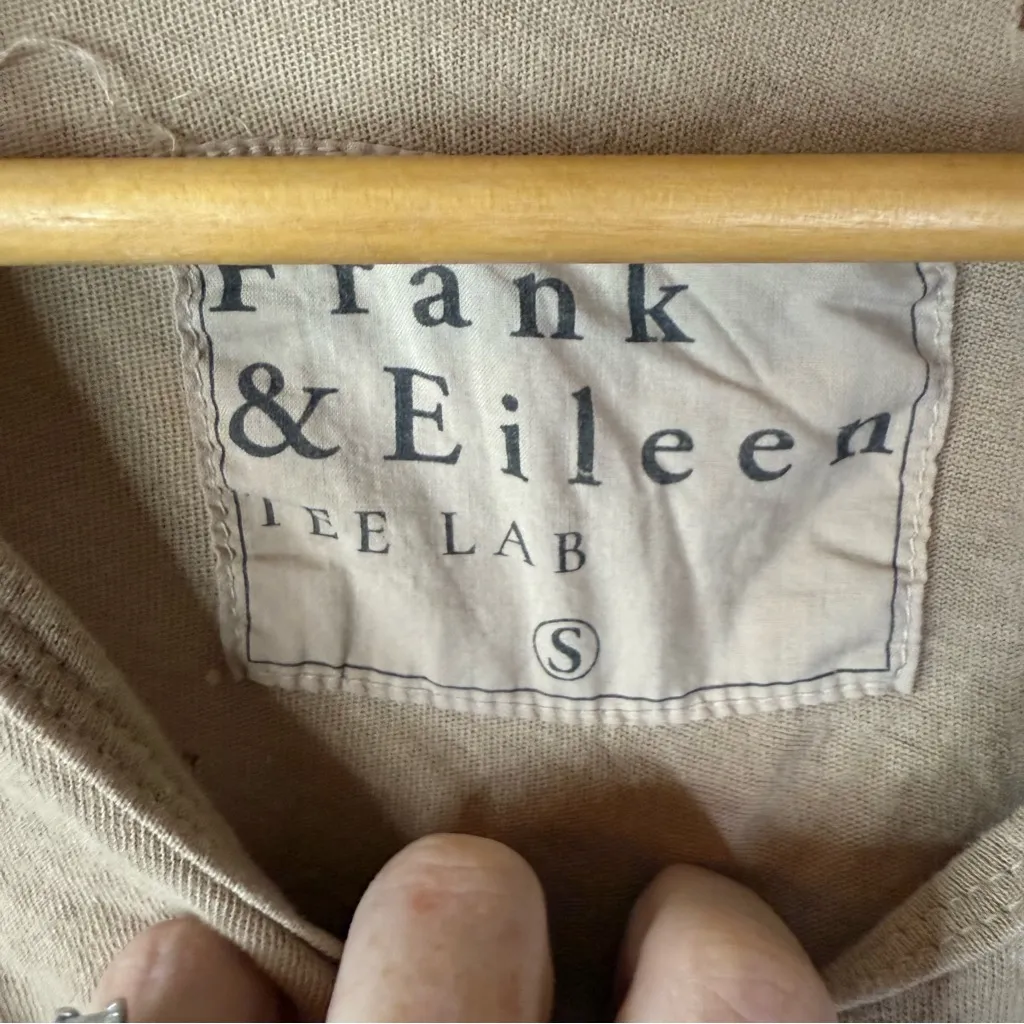 Frank
& Eileen
TEE LAB
S